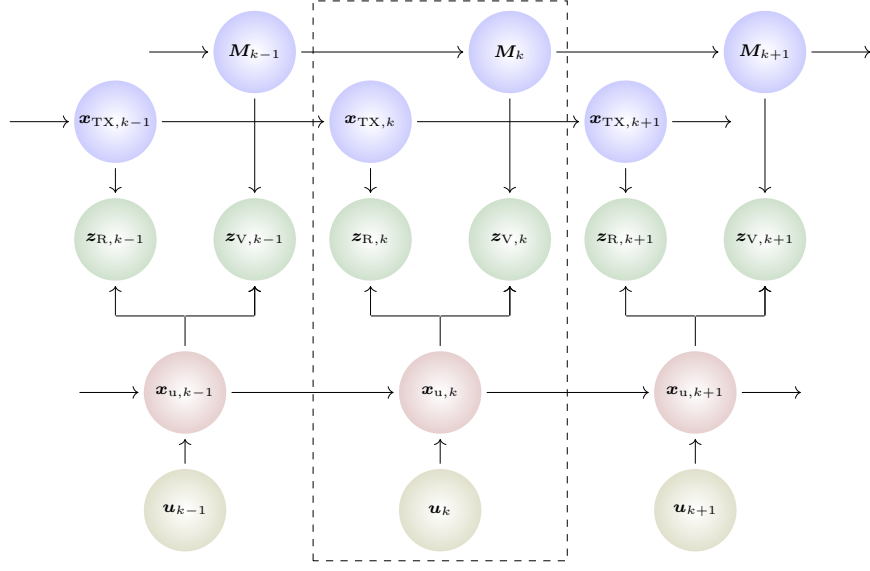 M_{k−1} M_k M_{k+1}
x_{TX,k−1} x_{TX,k} x_{TX,k+1}
z_{R,k−1} z_{V,k−1} z_{R,k} z_{V,k} z_{R,k+1} z_{V,k+1}
x_{u,k−1} x_{u,k} x_{u,k+1}
u_{k−1} u_k u_{k+1}